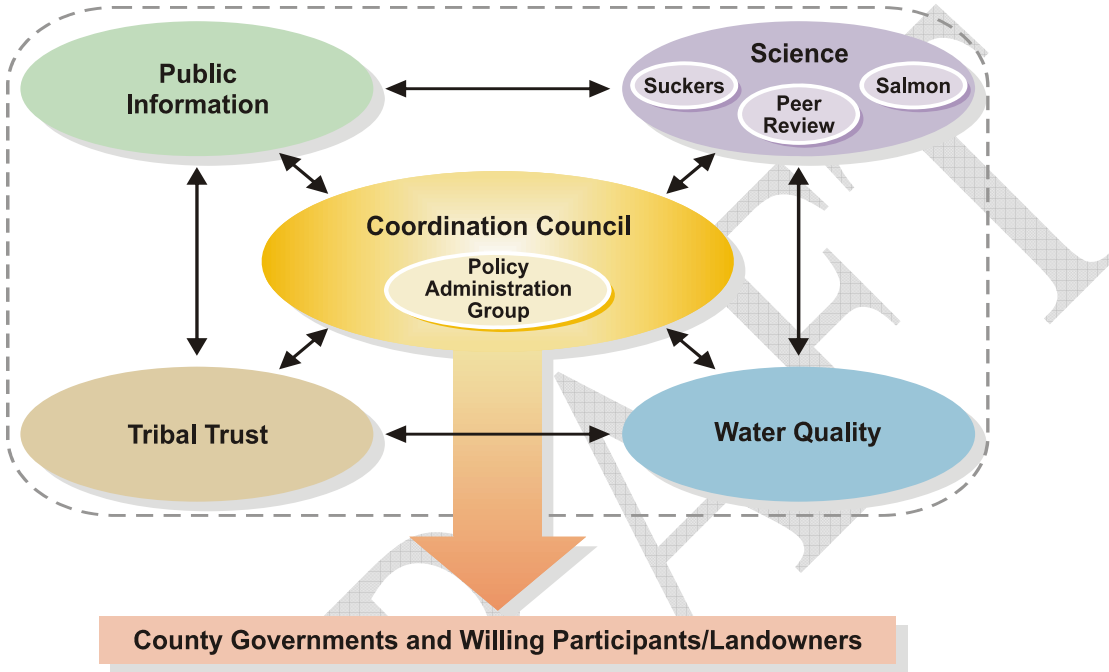 Public
Information
Science
Suckers
Peer
Review
Salmon
Coordination Council
Policy
Administration
Group
Tribal Trust
Water Quality
County Governments and Willing Participants/Landowners
DRAFT